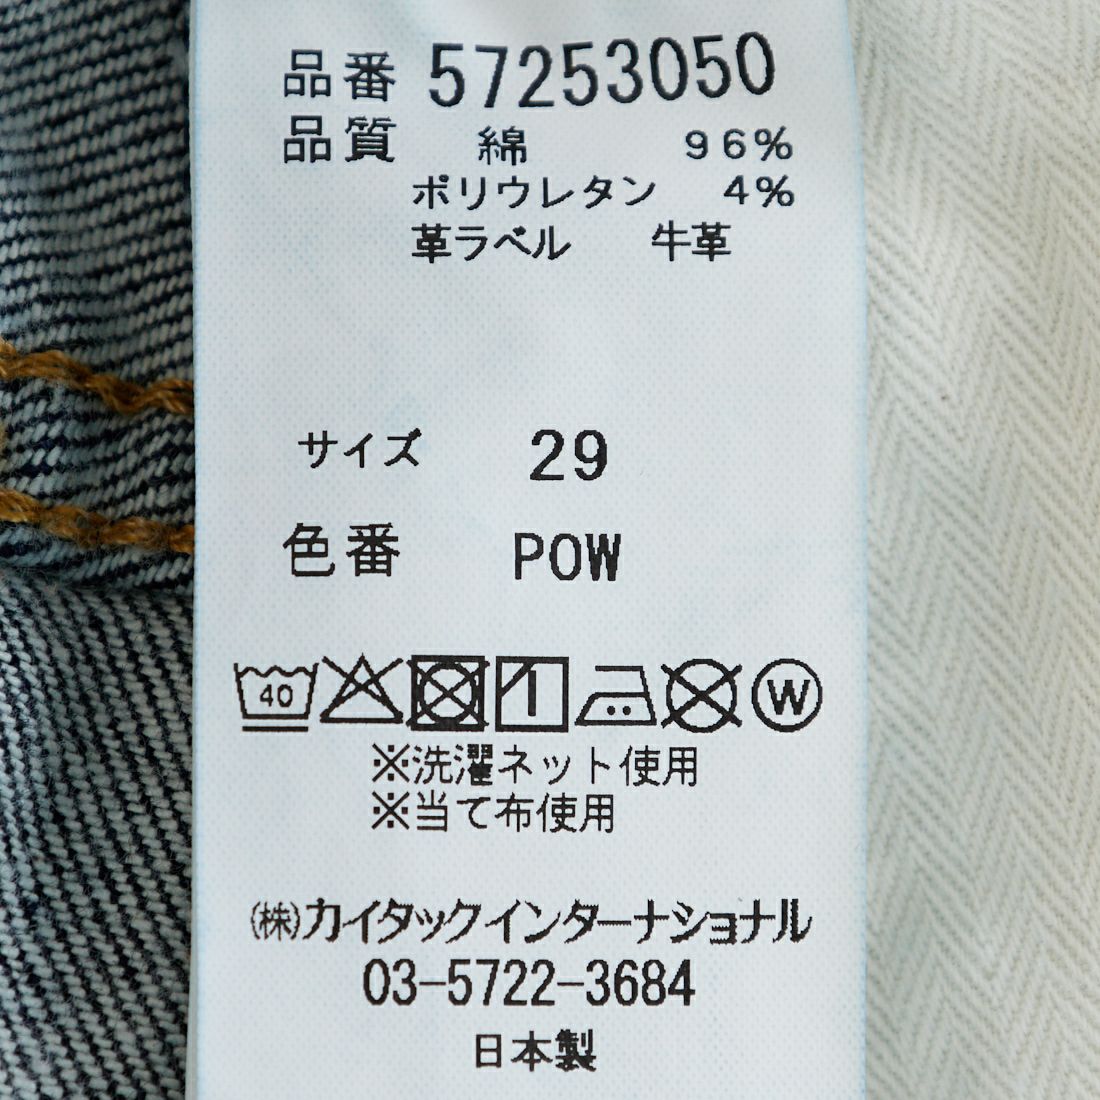 品番 57253050
品質 綿 96%
ポリウレタン 4%
革ラベル 牛革
サイズ 29
色番 POW
40 W
※洗濯ネット使用
※当て布使用
(株)カイタックインターナショナル
03-5722-3684
日本製